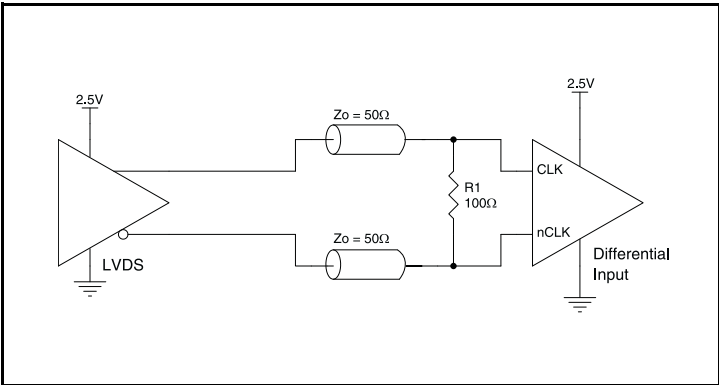 2.5V
2.5V
Zo = 50Ω
CLK
R1
100Ω
nCLK
Zo = 50Ω
LVDS
Differential
Input